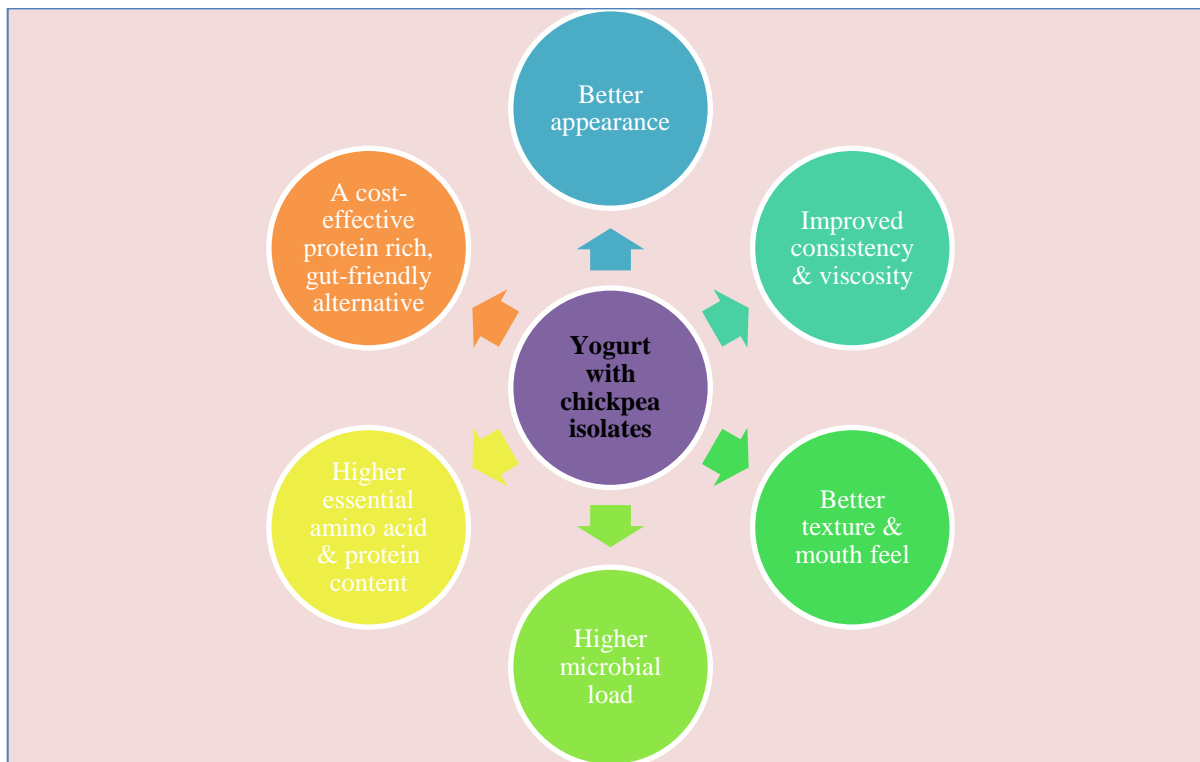 Better
appearance
A cost-
effective
protein rich,
gut-friendly
alternative
Improved
consistency
& viscosity
Yogurt
with
chickpea
isolates
Higher
essential
amino acid
& protein
content
Better
texture &
mouth feel
Higher
microbial
load